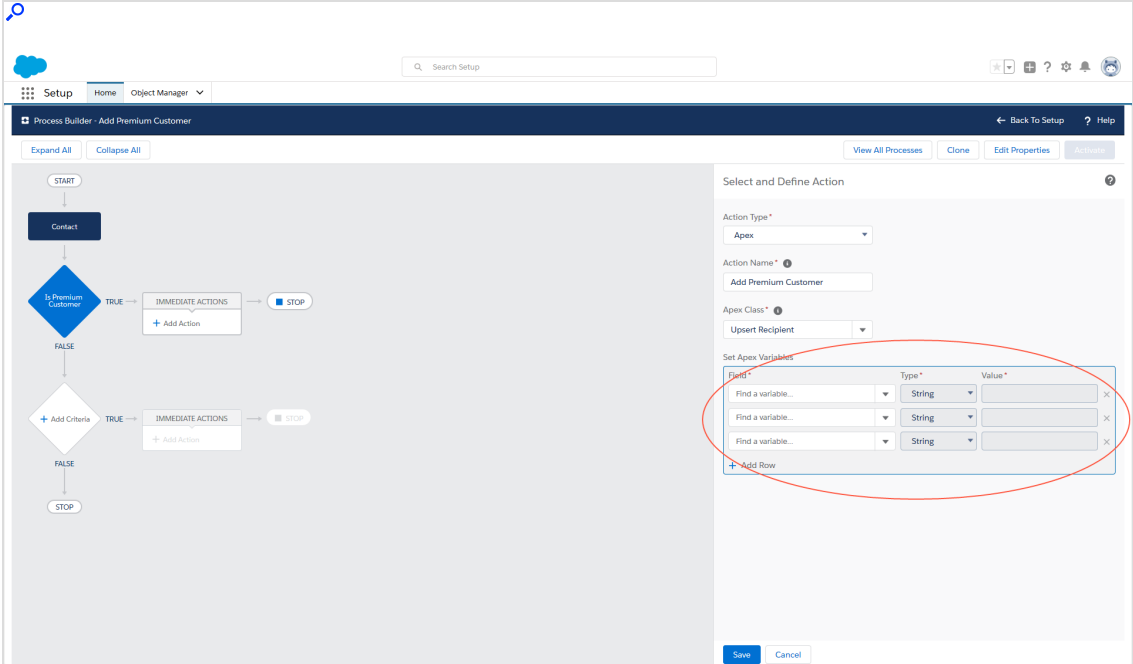 Search Setup
Setup Home Object Manager
Process Builder - Add Premium Customer Back To Setup ? Help
Expand All Collapse All View All Processes Clone Edit Properties Activate
START
Contact
Is Premium
Customer
TRUE
IMMEDIATE ACTIONS
+ Add Action
STOP
FALSE
+ Add Criteria
TRUE
IMMEDIATE ACTIONS
+ Add Action
STOP
FALSE
STOP
Select and Define Action
Action Type*
Apex
Action Name*
Add Premium Customer
Apex Class*
Upsert Recipient
Set Apex Variables
Field* Type* Value*
Find a variable... String
Find a variable... String
Find a variable... String
+ Add Row
Save Cancel